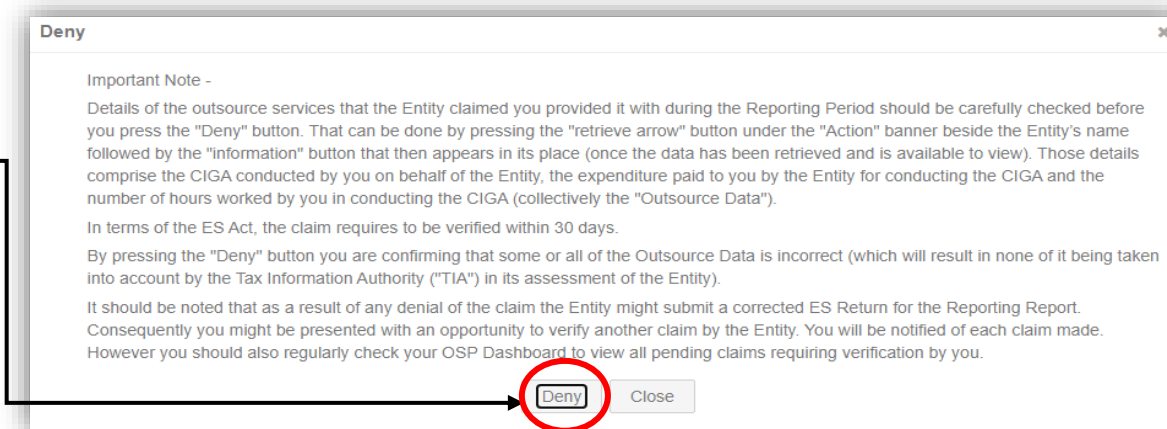 Deny
Important Note -
Details of the outsource services that the Entity claimed you provided it with during the Reporting Period should be carefully checked before
you press the "Deny" button. That can be done by pressing the "retrieve arrow" button under the "Action" banner beside the Entity's name
followed by the "information" button that then appears in its place (once the data has been retrieved and is available to view). Those details
comprise the CIGA conducted by you on behalf of the Entity, the expenditure paid to you by the Entity for conducting the CIGA and the
number of hours worked by you in conducting the CIGA (collectively the "Outsource Data").
In terms of the ES Act, the claim requires to be verified within 30 days.
By pressing the "Deny" button you are confirming that some or all of the Outsource Data is incorrect (which will result in none of it being taken
into account by the Tax Information Authority ("TIA") in its assessment of the Entity).
It should be noted that as a result of any denial of the claim the Entity might submit a corrected ES Return for the Reporting Report.
Consequently you might be presented with an opportunity to verify another claim by the Entity. You will be notified of each claim made.
However you should also regularly check your OSP Dashboard to view all pending claims requiring verification by you.
Deny Close